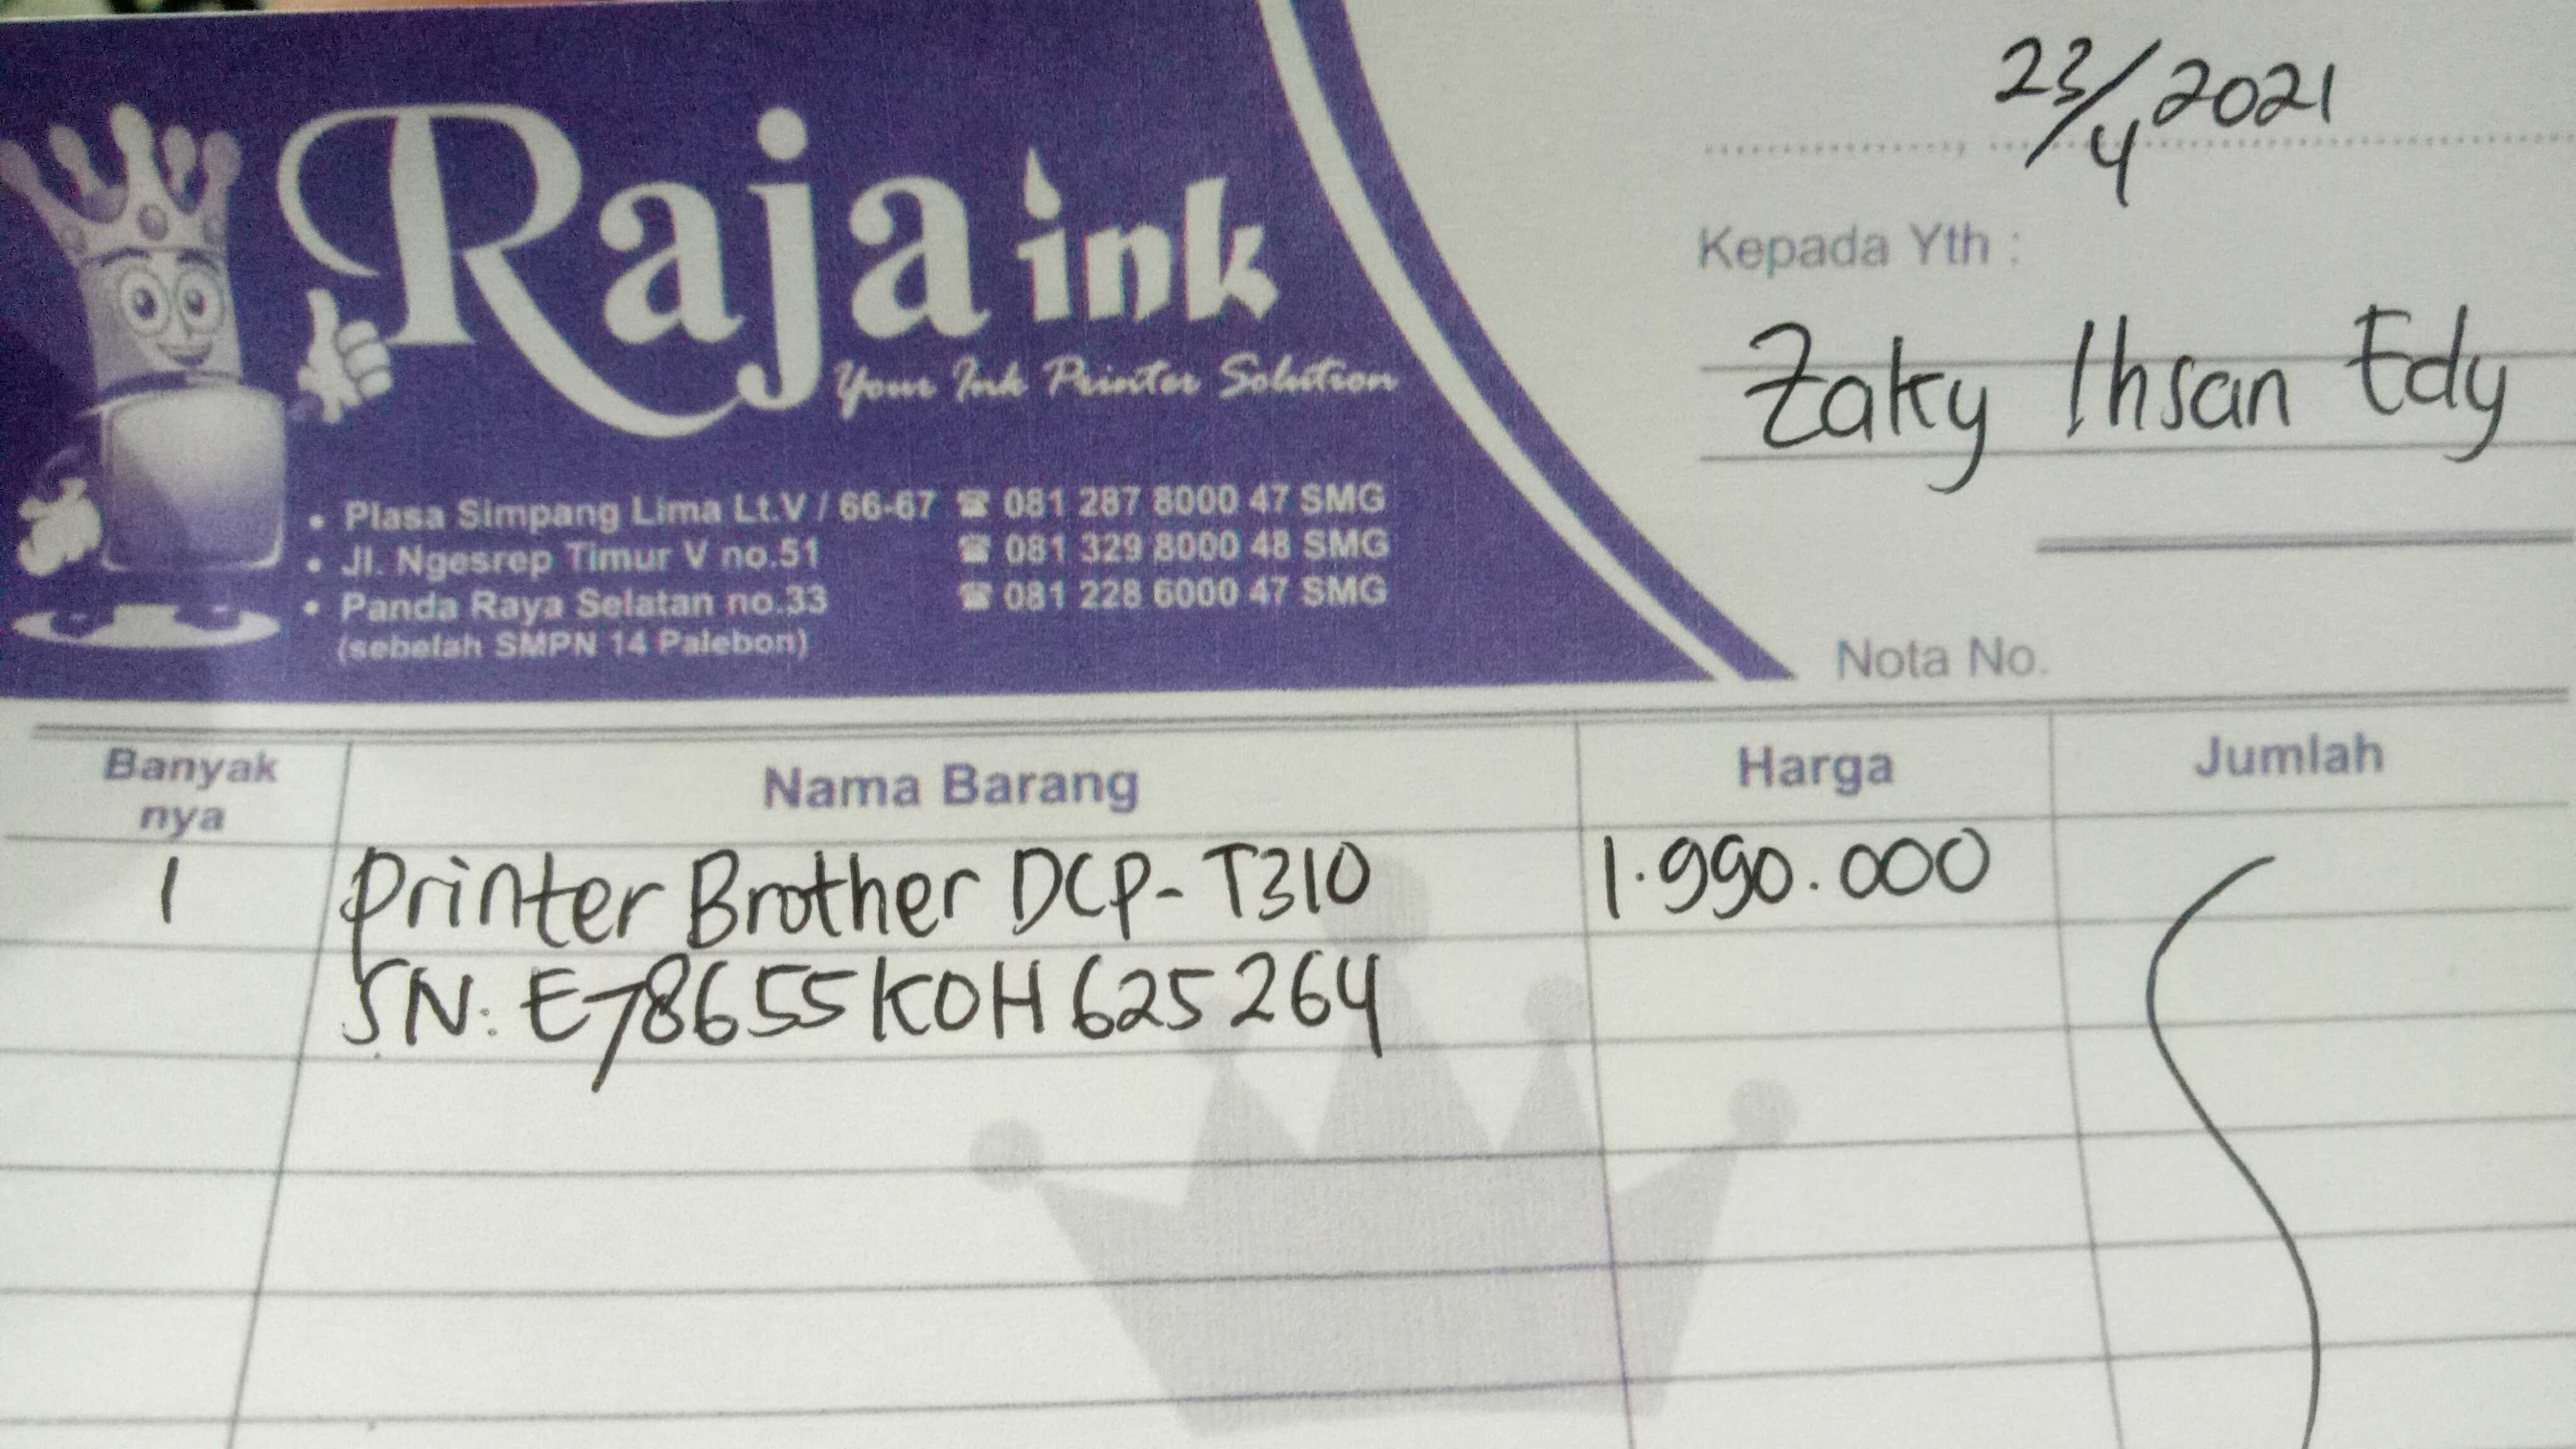 Raja ink
Your Ink Printer Solution
• Plasa Simpang Lima Lt.V / 66-67 ☎ 081 287 8000 47 SMG
• Jl. Ngesrep Timur V no.51 ☎ 081 329 8000 48 SMG
• Panda Raya Selatan no.33 ☎ 081 228 6000 47 SMG
(sebelah SMPN 14 Palebon)
23/4 2021
Kepada Yth :
Zaky Ihsan Edy
Nota No.
Banyak nya Nama Barang Harga Jumlah
1 Printer Brother DCP-T310 1.990.000
SN: E78655K0H625264